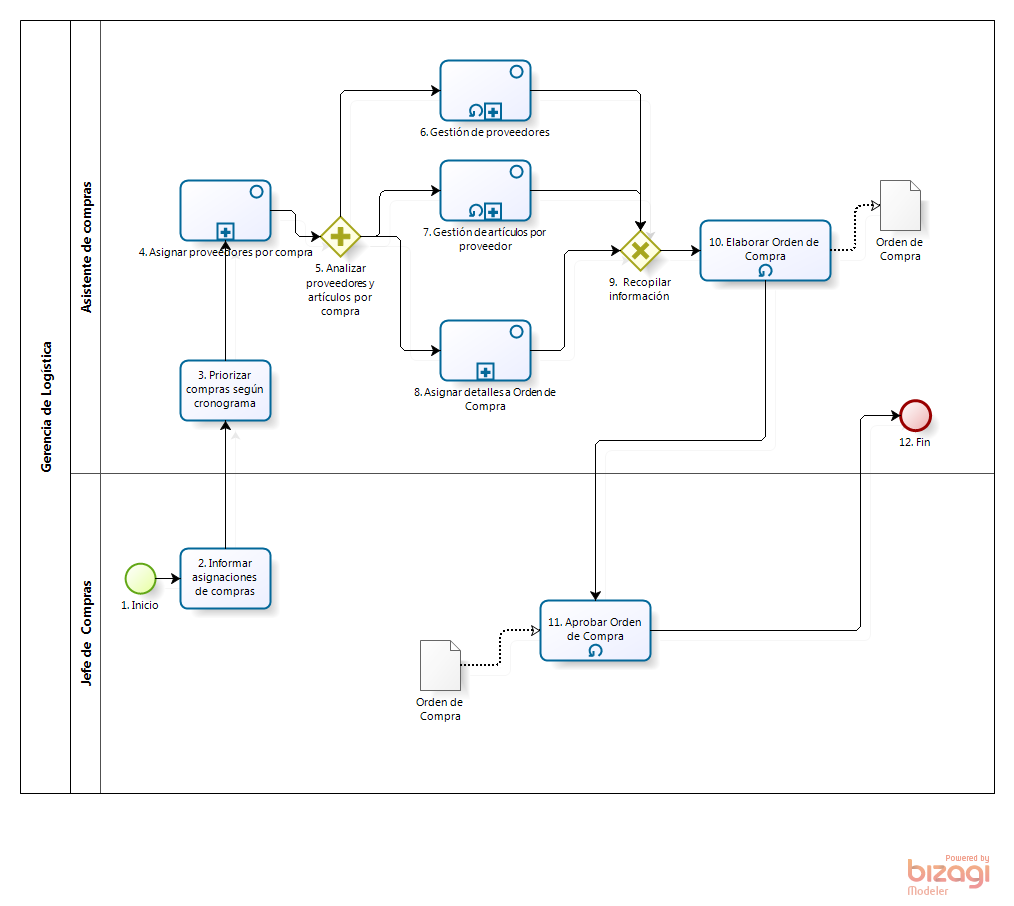 Gerencia de Logística
Asistente de compras
6. Gestión de proveedores
7. Gestión de artículos por
proveedor
4. Asignar proveedores por compra
5. Analizar
proveedores y
artículos por
compra
9.  Recopilar
información
10. Elaborar Orden de
Compra
Orden de
Compra
3. Priorizar
compras según
cronograma
8. Asignar detalles a Orden de
Compra
12. Fin
Jefe de  Compras
1. Inicio
2. Informar
asignaciones
de compras
11. Aprobar Orden
de Compra
Orden de
Compra
Powered by
bizagi
Modeler